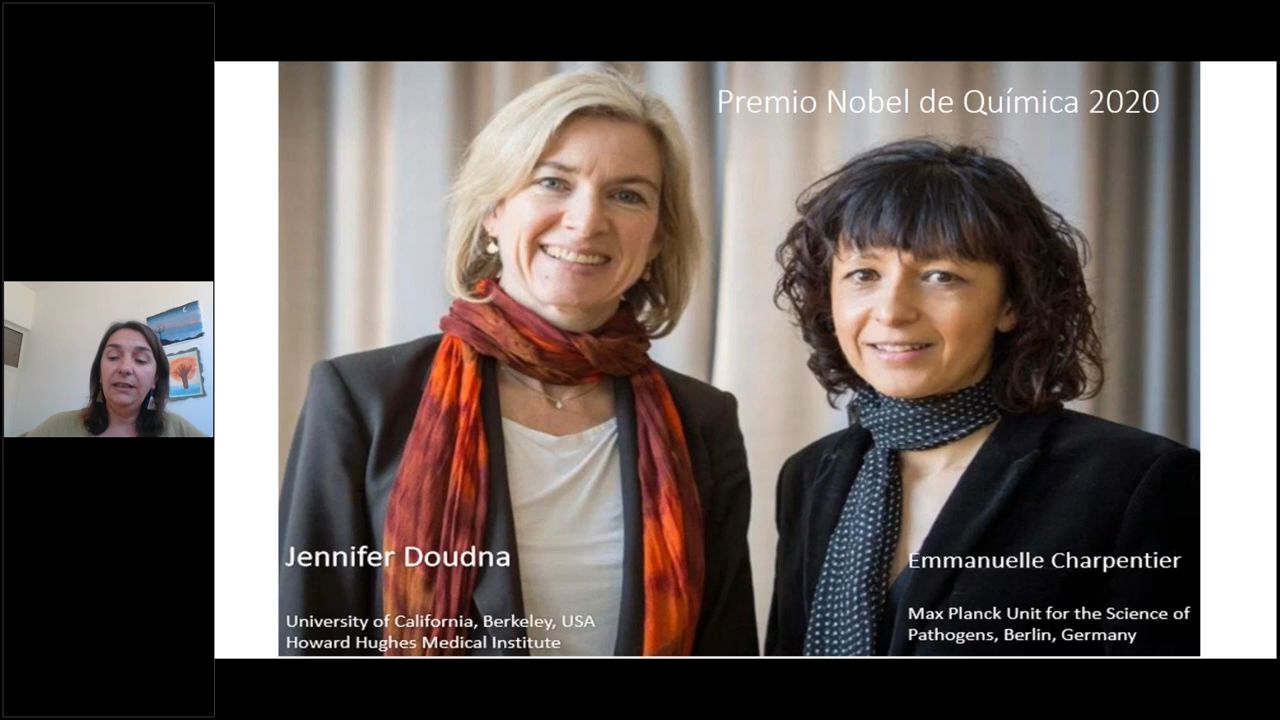 Premio Nobel de Química 2020
Jennifer Doudna
University of California, Berkeley, USA
Howard Hughes Medical Institute
Emmanuelle Charpentier
Max Planck Unit for the Science of
Pathogens, Berlin, Germany